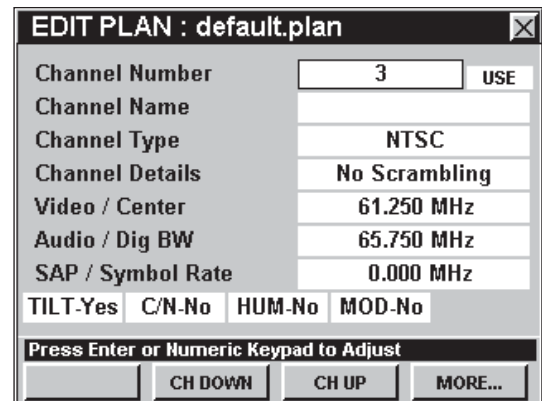 EDIT PLAN : default.plan
Channel Number 3 USE
Channel Name
Channel Type NTSC
Channel Details No Scrambling
Video / Center 61.250 MHz
Audio / Dig BW 65.750 MHz
SAP / Symbol Rate 0.000 MHz
TILT-Yes C/N-No HUM-No MOD-No
Press Enter or Numeric Keypad to Adjust
CH DOWN CH UP MORE...